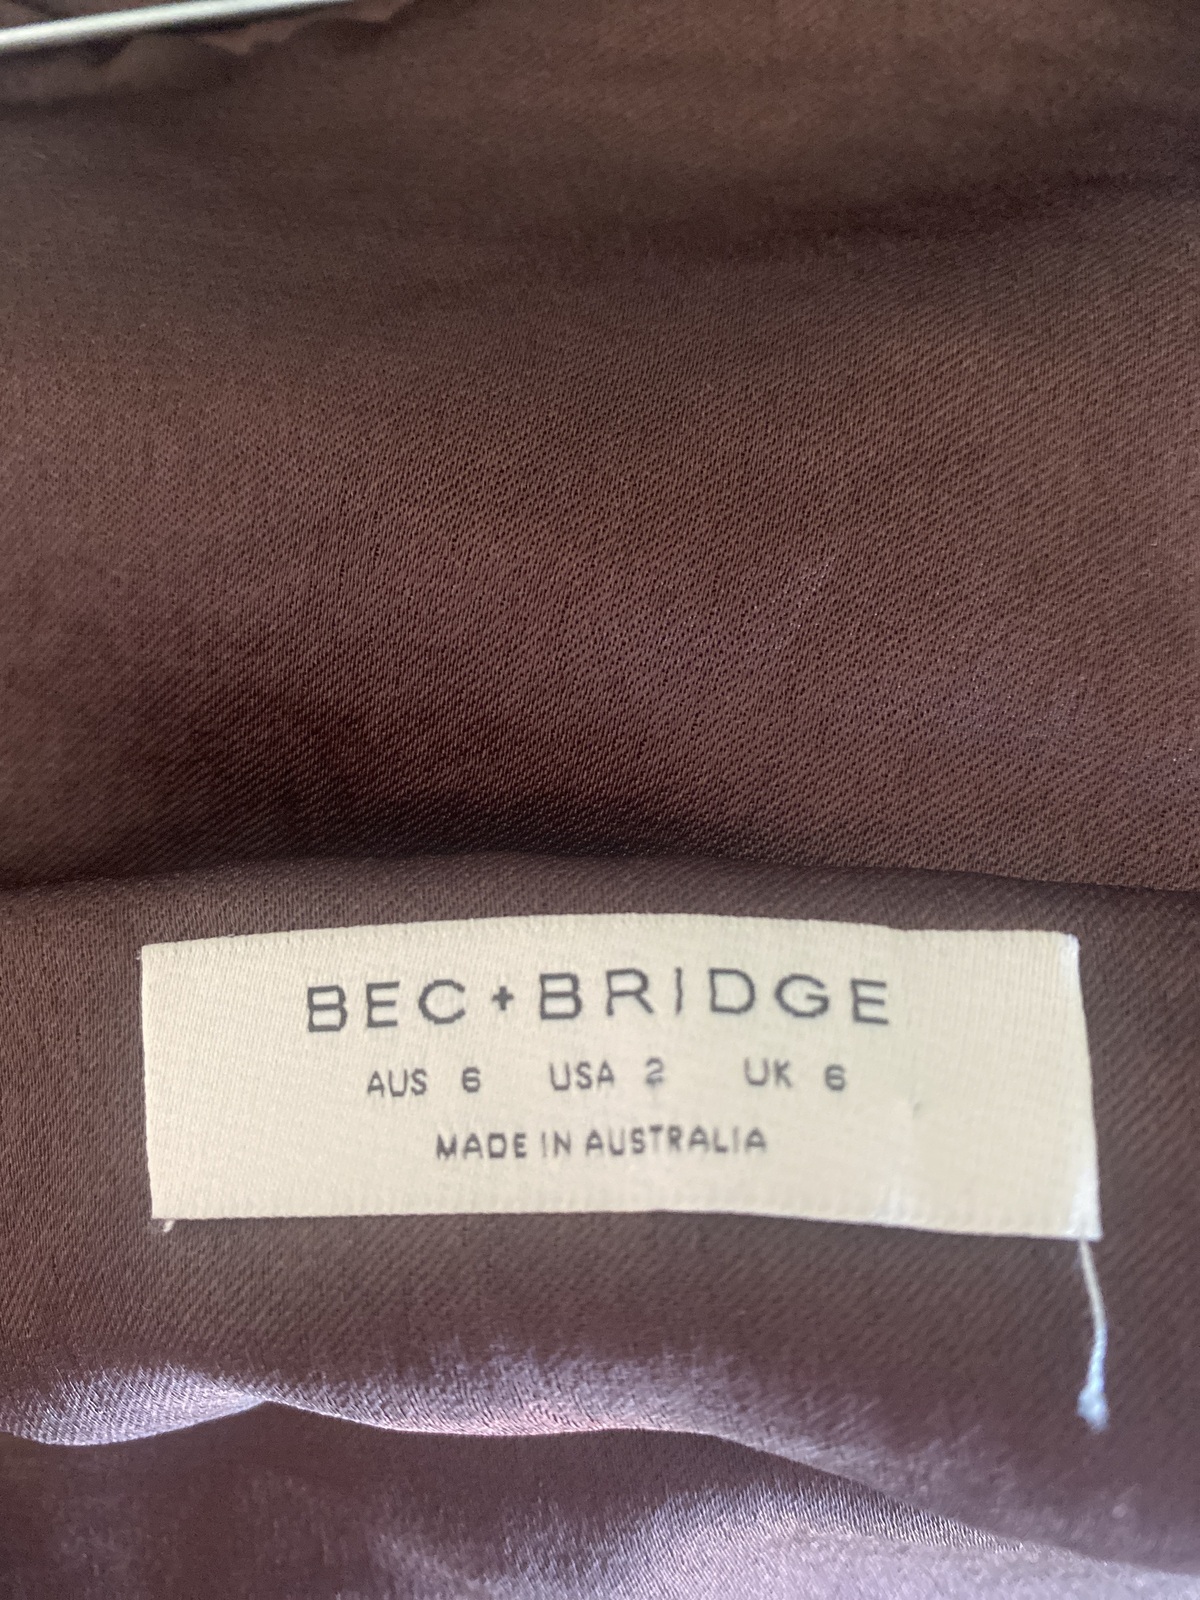 BEC+BRIDGE
AUS 6 USA 2 UK 6
MADE IN AUSTRALIA